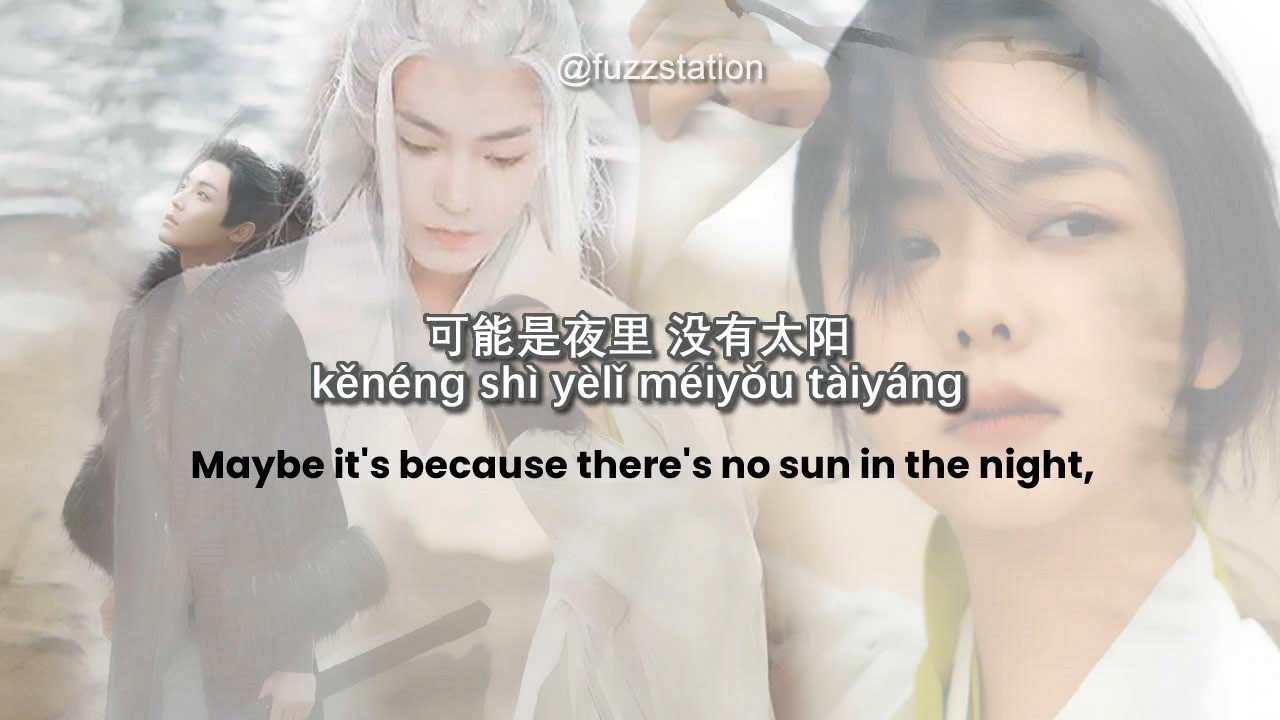 @fuzzstation
可能是夜里 没有太阳
kěnéng shì yèlǐ méiyǒu tàiyáng
Maybe it's because there's no sun in the night,